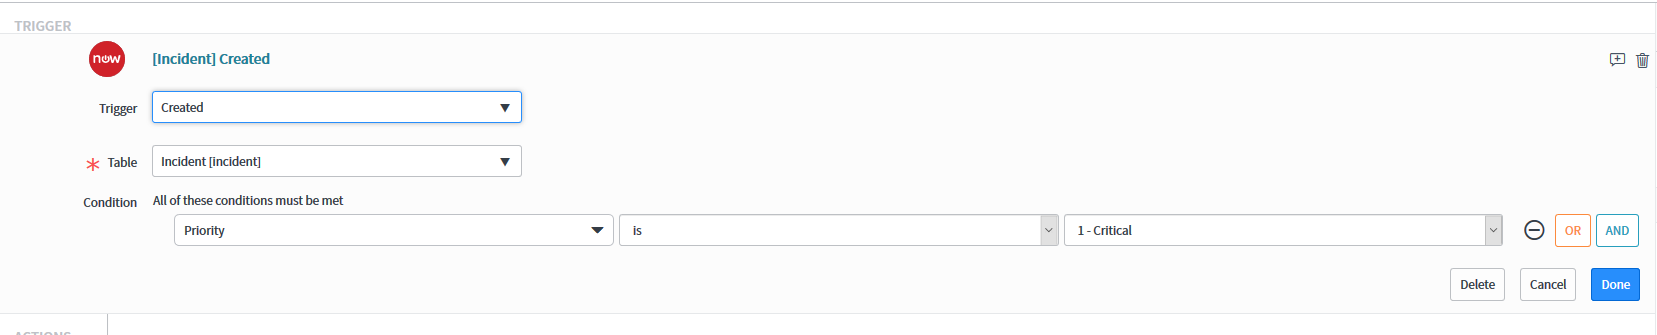 TRIGGER
now
[Incident] Created
Trigger
Created
Table
Incident [incident]
Condition
All of these conditions must be met
Priority
is
1 - Critical
OR
AND
Delete
Cancel
Done
ACTIONS